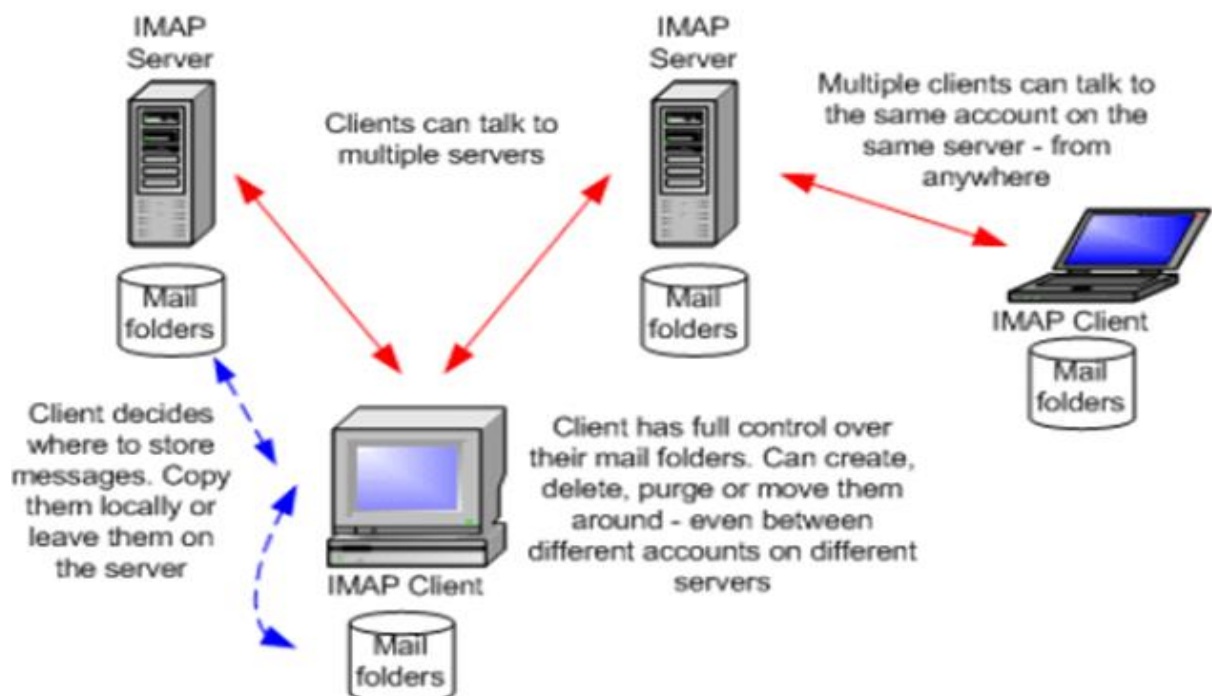 IMAP
Server
IMAP
Server
Clients can talk to
multiple servers
Multiple clients can talk to
the same account on the
same server - from
anywhere
Mail
folders
Mail
folders
IMAP Client
Mail
folders
Client decides
where to store
messages. Copy
them locally or
leave them on
the server
Client has full control over
their mail folders. Can create,
delete, purge or move them
around - even between
different accounts on different
servers
IMAP Client
Mail
folders